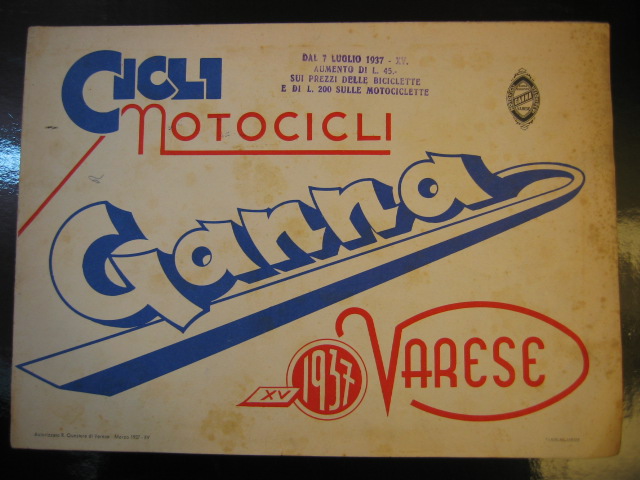 CICLI
MOTOCICLI
DAL 7 LUGLIO 1937 - XV.
AUMENTO DI L. 45.
SUI PREZZI DELLE BICICLETTE
E DI L. 200 SULLE MOTOCICLETTE
GANNA
Ganna
XV 1937 VARESE